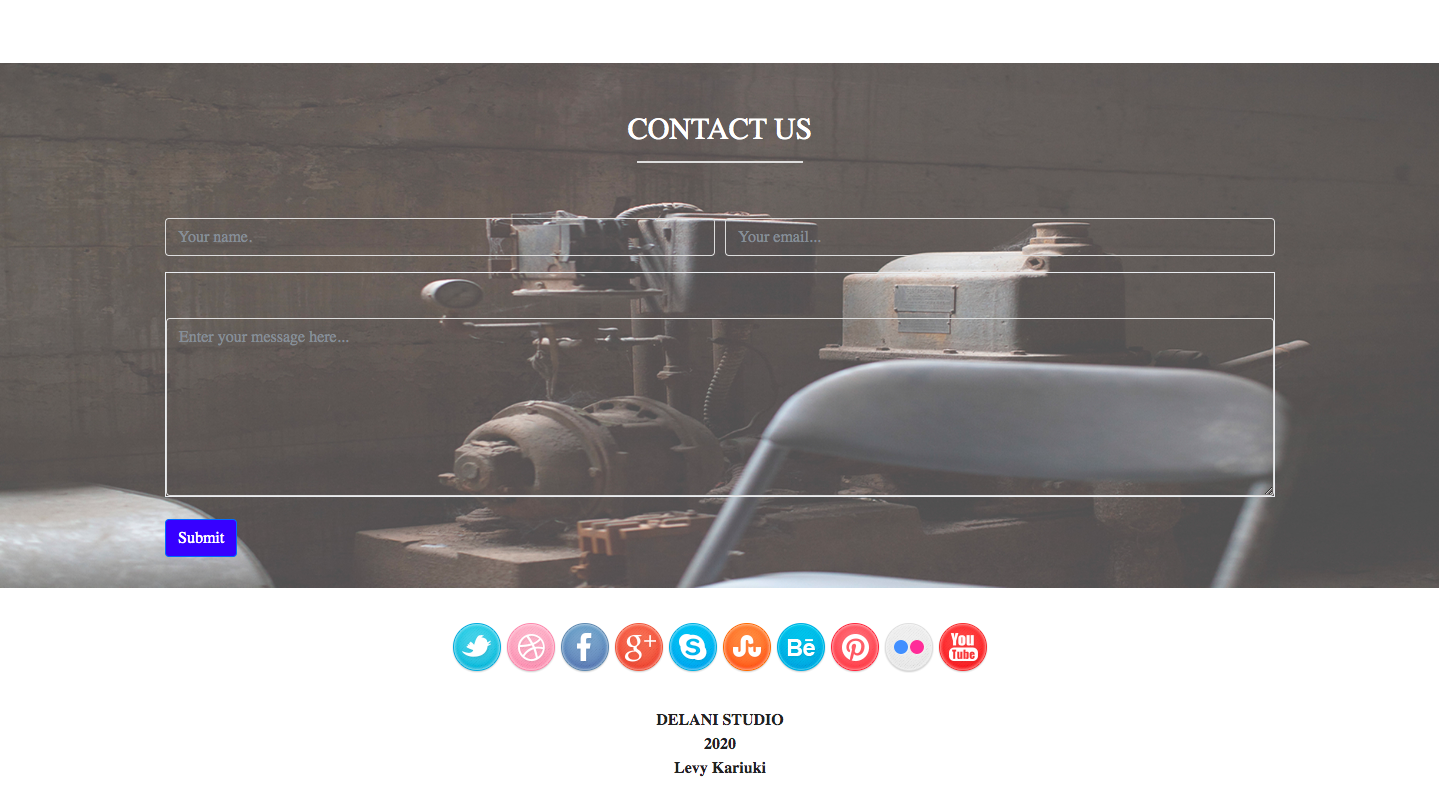 CONTACT US
Your name.
Your email...
Enter your message here...
Submit
g+
S
Bē
You
Tube
DELANI STUDIO
2020
Levy Kariuki